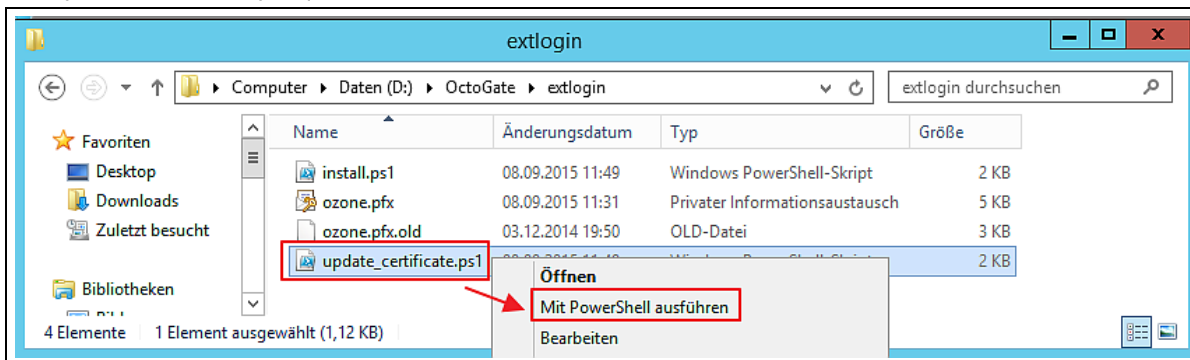 extlogin
Computer Daten (D:) OctoGate extlogin extlogin durchsuchen
Favoriten
Desktop
Downloads
Zuletzt besucht
Bibliotheken
Name Änderungsdatum Typ Größe
install.ps1 08.09.2015 11:49 Windows PowerShell-Skript 2 KB
ozone.pfx 08.09.2015 11:31 Privater Informationsaustausch 5 KB
ozone.pfx.old 03.12.2014 19:50 OLD-Datei 3 KB
update_certificate.ps1 2 KB
Öffnen
Mit PowerShell ausführen
Bearbeiten
4 Elemente 1 Element ausgewählt (1,12 KB)